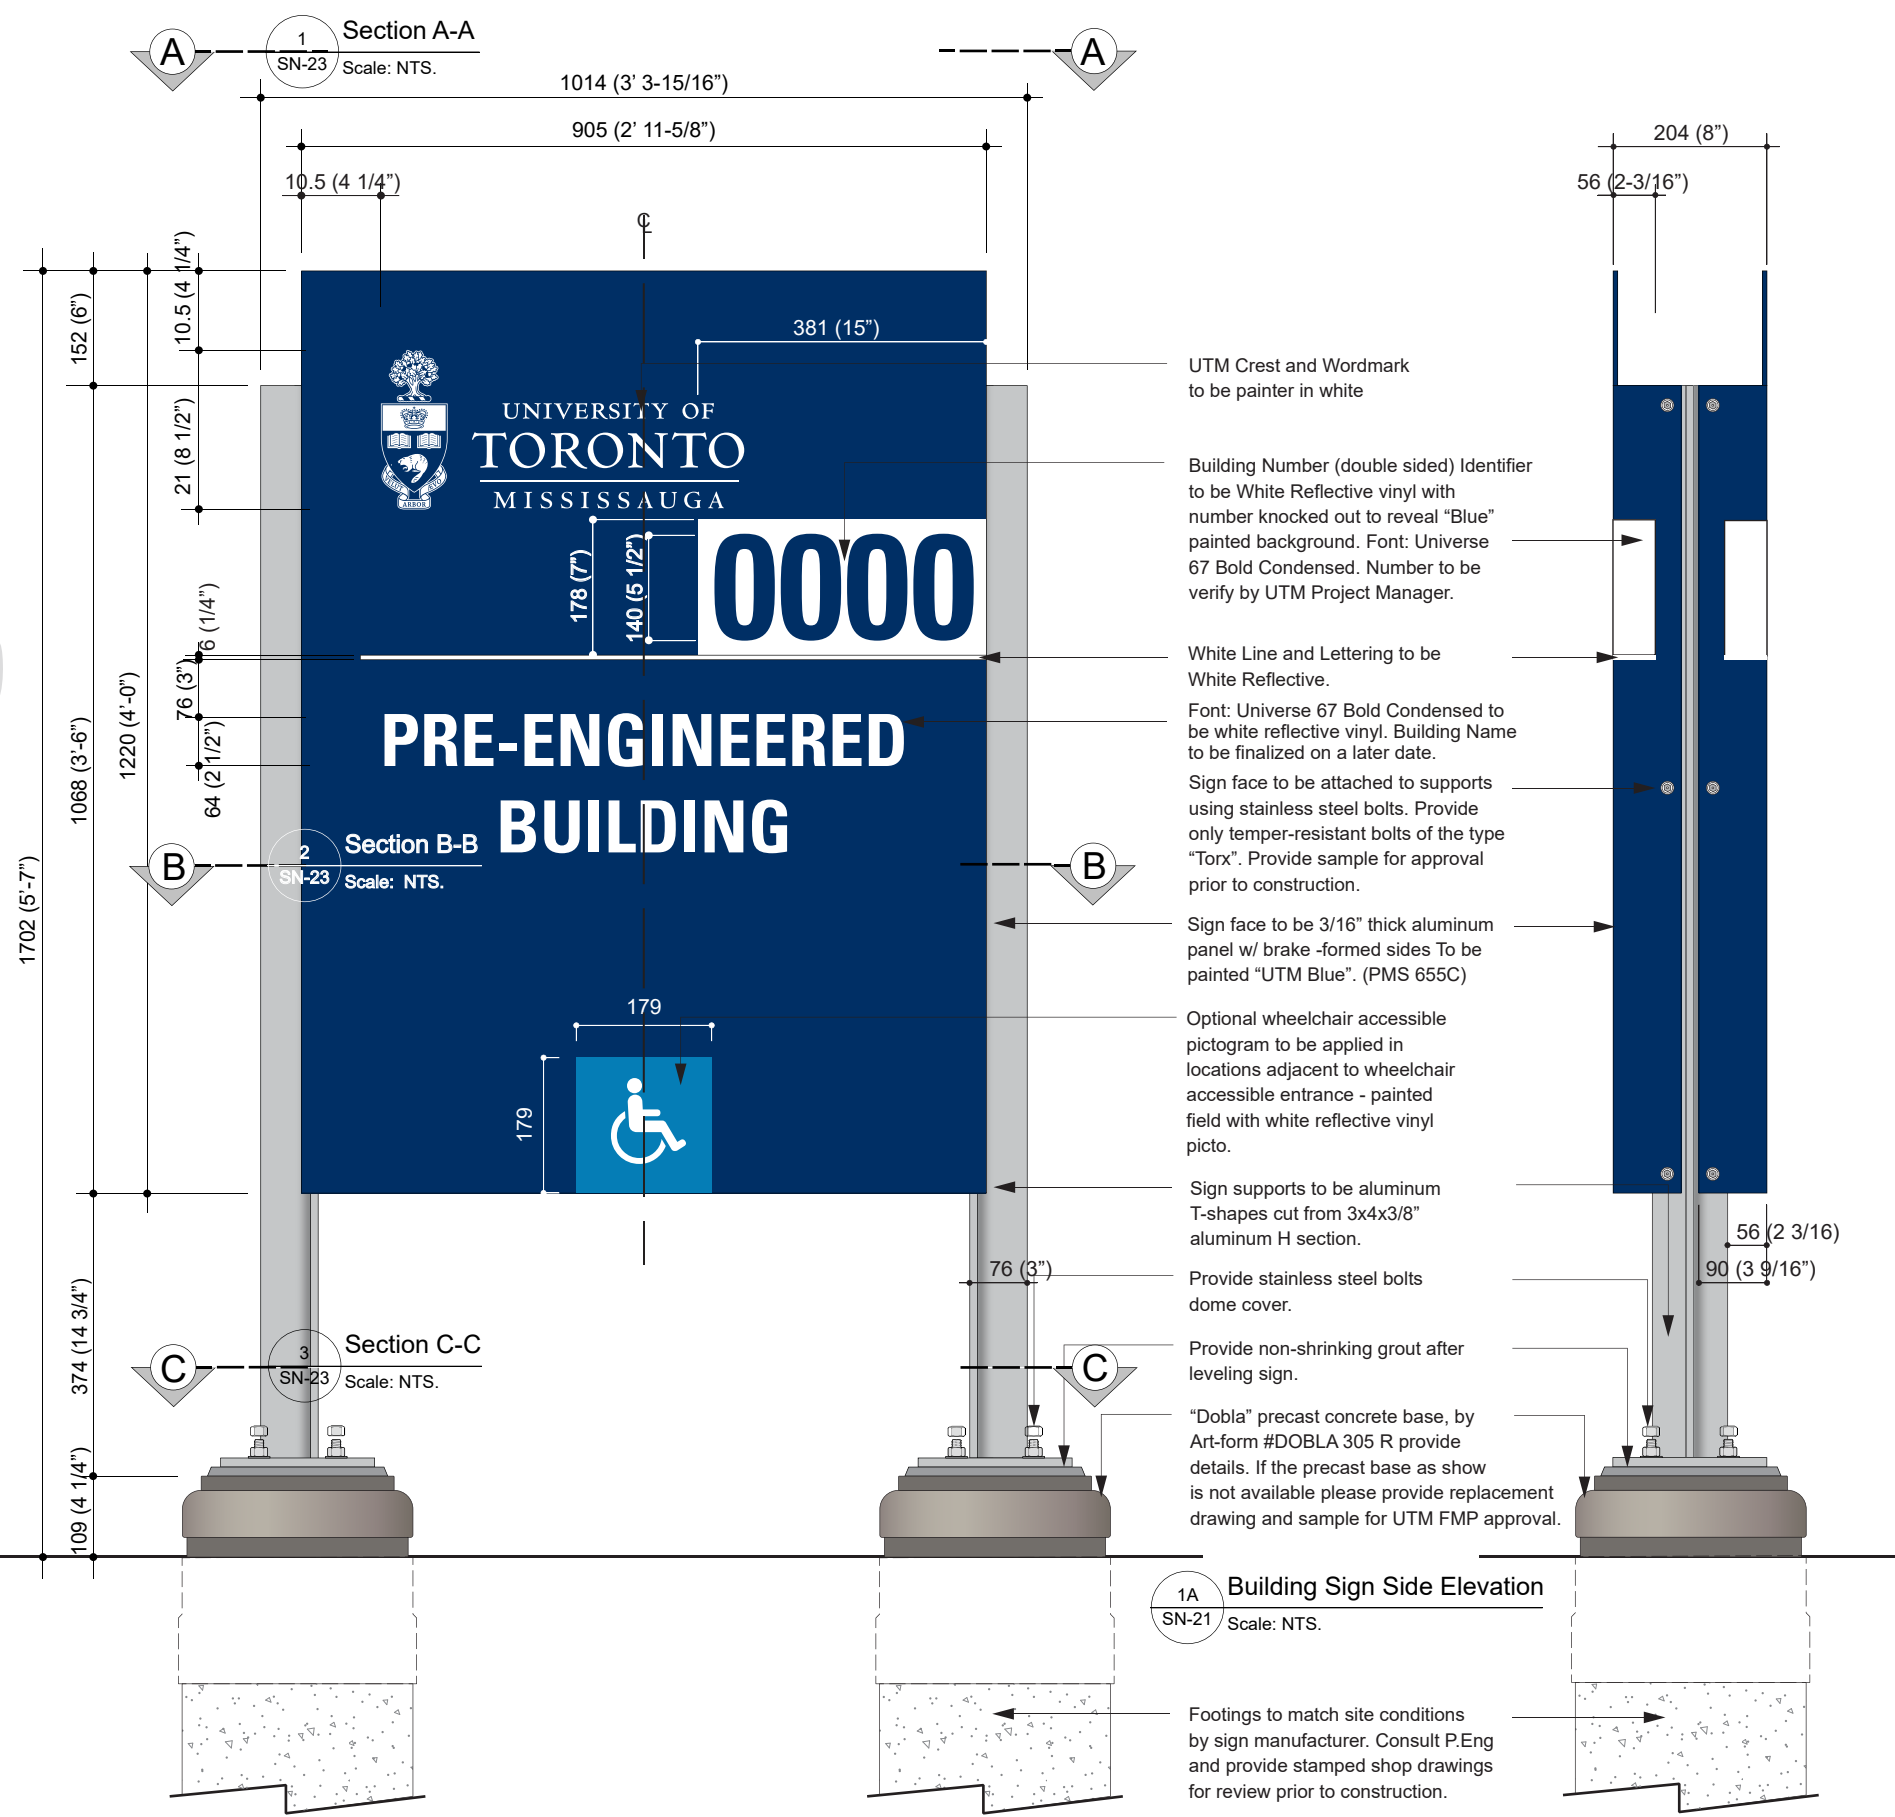 A
1
SN-23
Section A-A
Scale: NTS.
A
1014 (3’ 3-15/16”)
905 (2’ 11-5/8”)
10.5 (4 1/4”)
204 (8”)
56 (2-3/16”)
℄
152 (6”)
10.5 (4 1/4”)
21 (8 1/2”)
6 (1/4”)
76 (3”)
64 (2 1/2”)
1220 (4’-0”)
1068 (3’-6”)
1702 (5’-7”)
374 (14 3/4”)
109 (4 1/4”)
381 (15”)
VELUT
ARBOR
ÆVO
UNIVERSITY OF
TORONTO
MISSISSAUGA
178 (7”)
140 (5 1/2”)
0000
PRE-ENGINEERED
BUILDING
B
2
SN-23
Section B-B
Scale: NTS.
B
179
179
76 (3”)
C
3
SN-23
Section C-C
Scale: NTS.
C
UTM Crest and Wordmark
to be painter in white
Building Number (double sided) Identifier
to be White Reflective vinyl with
number knocked out to reveal “Blue”
painted background. Font: Universe
67 Bold Condensed. Number to be
verify by UTM Project Manager.
White Line and Lettering to be
White Reflective.
Font: Universe 67 Bold Condensed to
be white reflective vinyl. Building Name
to be finalized on a later date.
Sign face to be attached to supports
using stainless steel bolts. Provide
only temper-resistant bolts of the type
“Torx”. Provide sample for approval
prior to construction.
Sign face to be 3/16” thick aluminum
panel w/ brake -formed sides To be
painted “UTM Blue”. (PMS 655C)
Optional wheelchair accessible
pictogram to be applied in
locations adjacent to wheelchair
accessible entrance - painted
field with white reflective vinyl
picto.
Sign supports to be aluminum
T-shapes cut from 3x4x3/8”
aluminum H section.
Provide stainless steel bolts
dome cover.
Provide non-shrinking grout after
leveling sign.
“Dobla” precast concrete base, by
Art-form #DOBLA 305 R provide
details. If the precast base as show
is not available please provide replacement
drawing and sample for UTM FMP approval.
56 (2 3/16)
90 (3 9/16”)
1A
SN-21
Building Sign Side Elevation
Scale: NTS.
Footings to match site conditions
by sign manufacturer. Consult P.Eng
and provide stamped shop drawings
for review prior to construction.